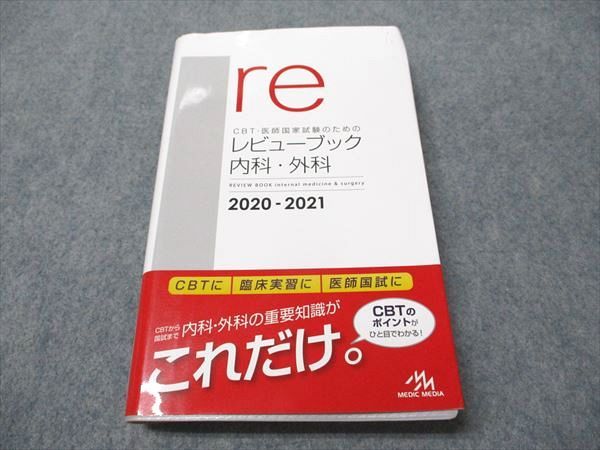 re
CBT・医師国家試験のための
レビューブック
内科・外科
REVIEW BOOK internal medicine & surgery
2020-2021
CBTに 臨床実習に 医師国試に
CBTから
国試まで
内科・外科の重要知識が
これだけ。
CBTの
ポイントが
ひと目でわかる!
MEDIC MEDIA